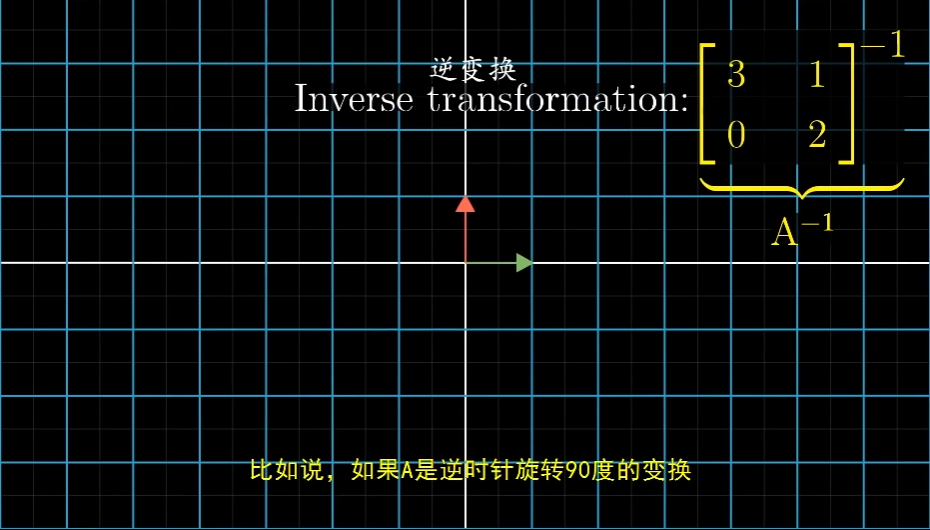 逆变换
Inverse transformation:
[3 1
0 2]⁻¹
A⁻¹
比如说，如果A是逆时针旋转90度的变换